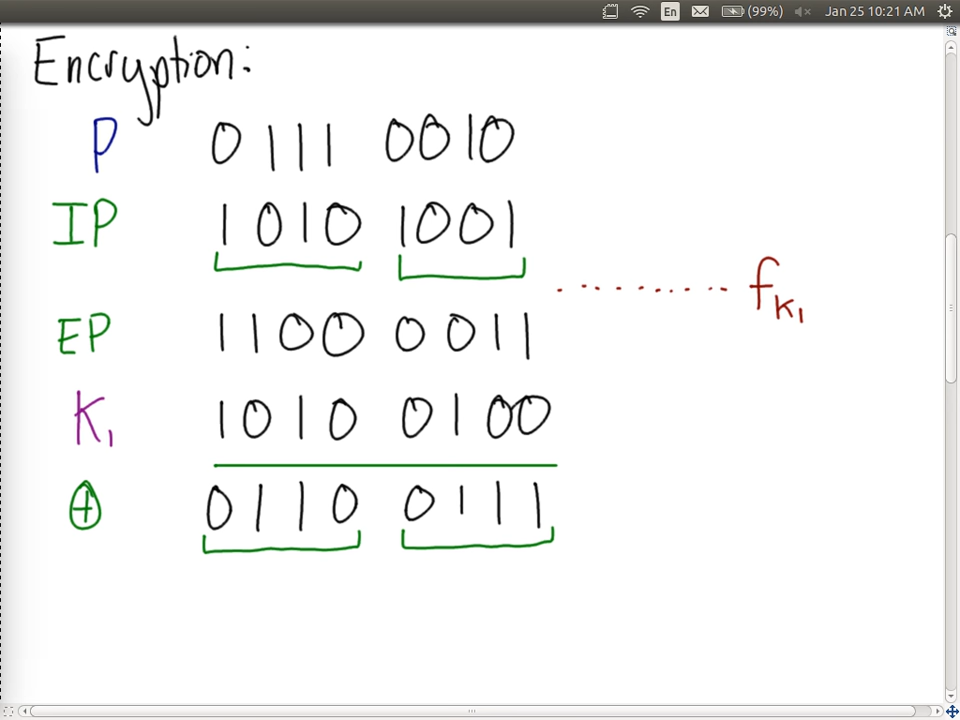 En (99%) Jan 25 10:21 AM
Encryption:
P 0111 0010
IP 1010 1001
fK1
EP 1100 0011
K1 1010 0100
⊕ 0110 0111